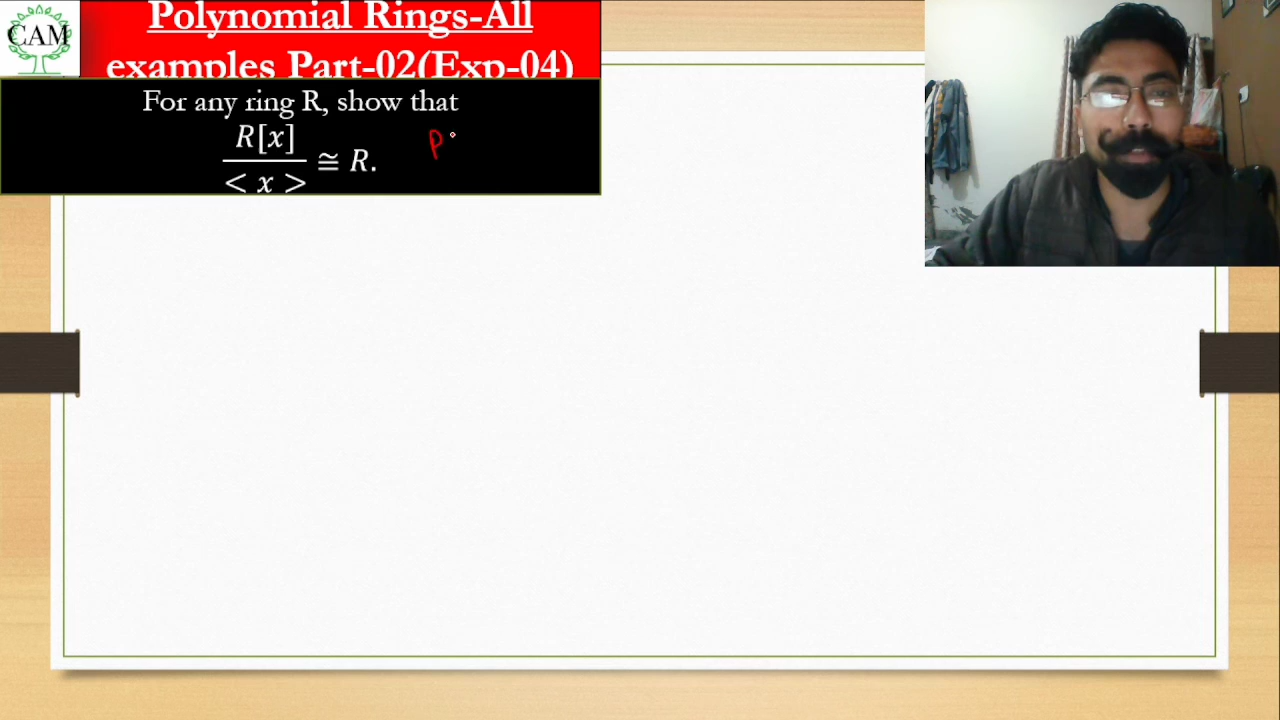 CAM
Polynomial Rings-All
examples Part-02(Exp-04)
For any ring R, show that
R[x]
< x >
≅ R.
P